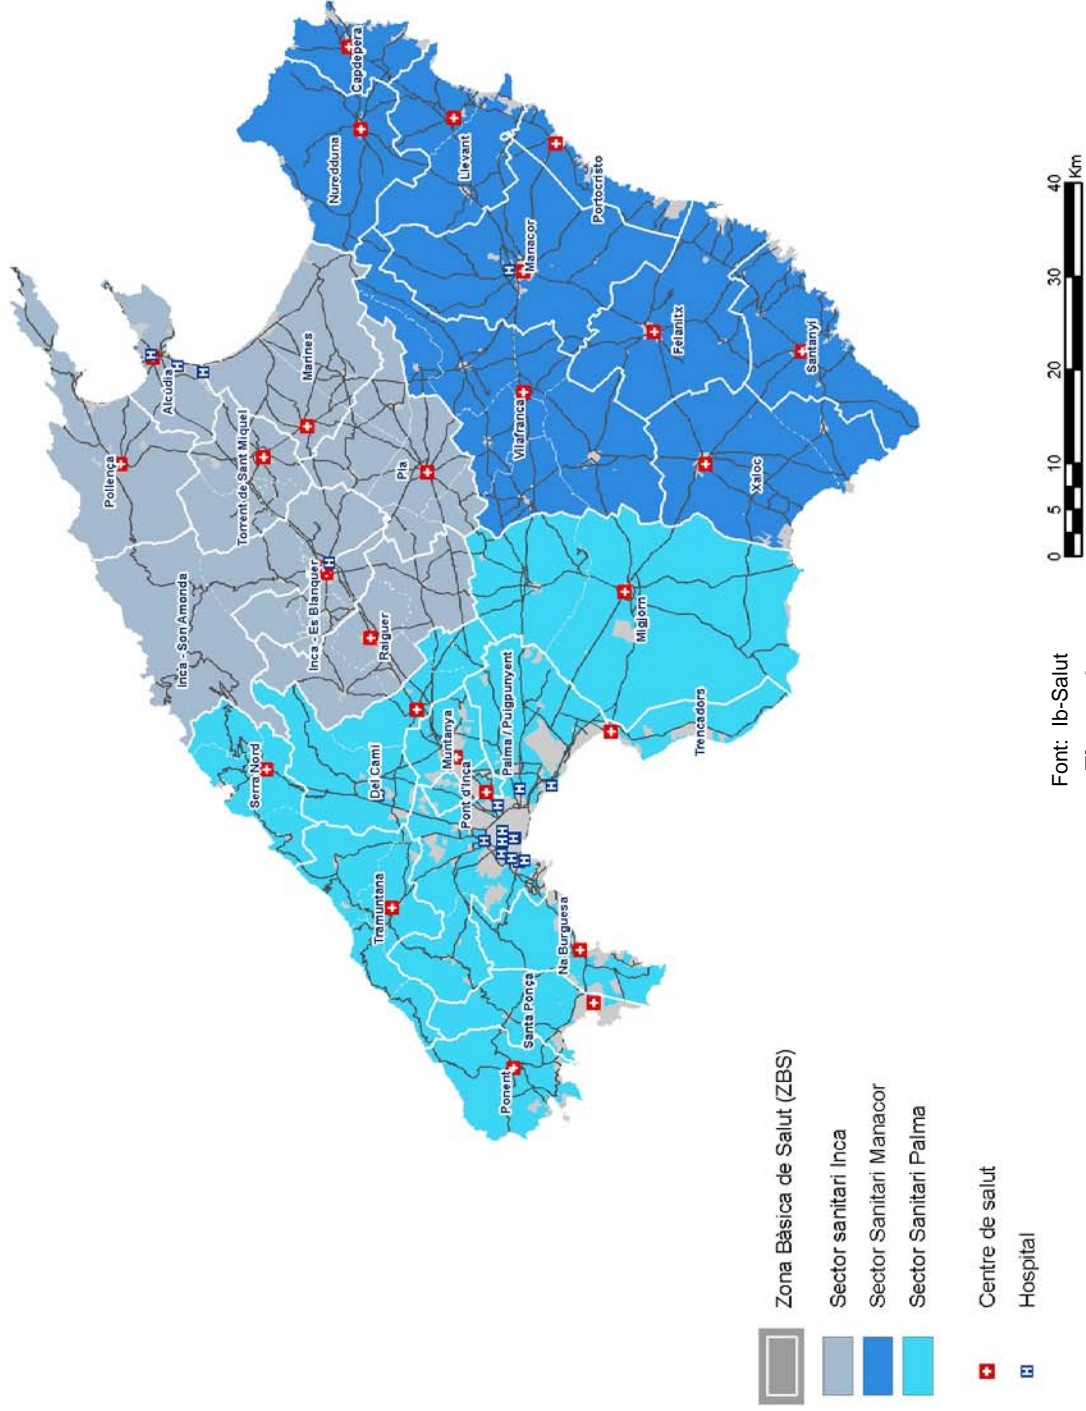 Capdepera
Nuredduna
Llevant
Portocristo
Manacor
Marines
Alcúdia
Felanitx
Santanyí
Torrent de Sant Miquel
Pollença
Vilafranca
Pla
Xaloc
Inca - Son Amonda
Inca - Es Blanquer
Raiguer
Migjorn
Serra Nord
Del Camí
Muntanya
Palma / Puigpunyent
Pont d'Inca
Trencadors
Tramuntana
Na Burguesa
Santa Ponça
Ponent
0 5 10 20 30 40
Km
Zona Bàsica de Salut (ZBS)
Sector sanitari Inca
Sector Sanitari Manacor
Sector Sanitari Palma
Centre de salut
Hospital
Font: Ib-Salut